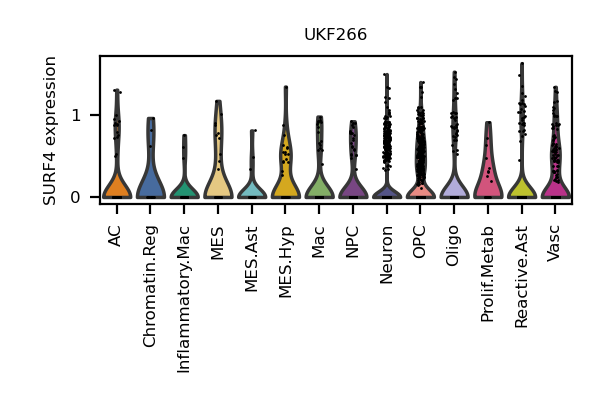 UKF266
SURF4 expression
1
0
AC
Chromatin.Reg
Inflammatory.Mac
MES
MES.Ast
MES.Hyp
Mac
NPC
Neuron
OPC
Oligo
Prolif.Metab
Reactive.Ast
Vasc